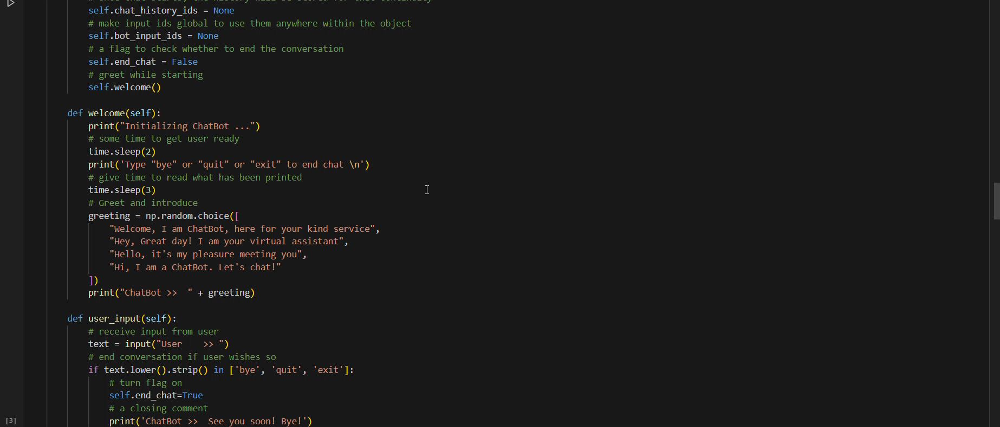 self.chat_history_ids = None
# make input ids global to use them anywhere within the object
self.bot_input_ids = None
# a flag to check whether to end the conversation
self.end_chat = False
# greet while starting
self.welcome()
def welcome(self):
print("Initializing ChatBot ...")
# some time to get user ready
time.sleep(2)
print('Type "bye" or "quit" or "exit" to end chat \n')
# give time to read what has been printed
time.sleep(3)
# Greet and introduce
greeting = np.random.choice([
"Welcome, I am ChatBot, here for your kind service",
"Hey, Great day! I am your virtual assistant",
"Hello, it's my pleasure meeting you",
"Hi, I am a ChatBot. Let's chat!"
])
print("ChatBot >>  " + greeting)
def user_input(self):
# receive input from user
text = input("User    >> ")
# end conversation if user wishes so
if text.lower().strip() in ['bye', 'quit', 'exit']:
# turn flag on
self.end_chat=True
# a closing comment
print('ChatBot >>  See you soon! Bye!')
[3]